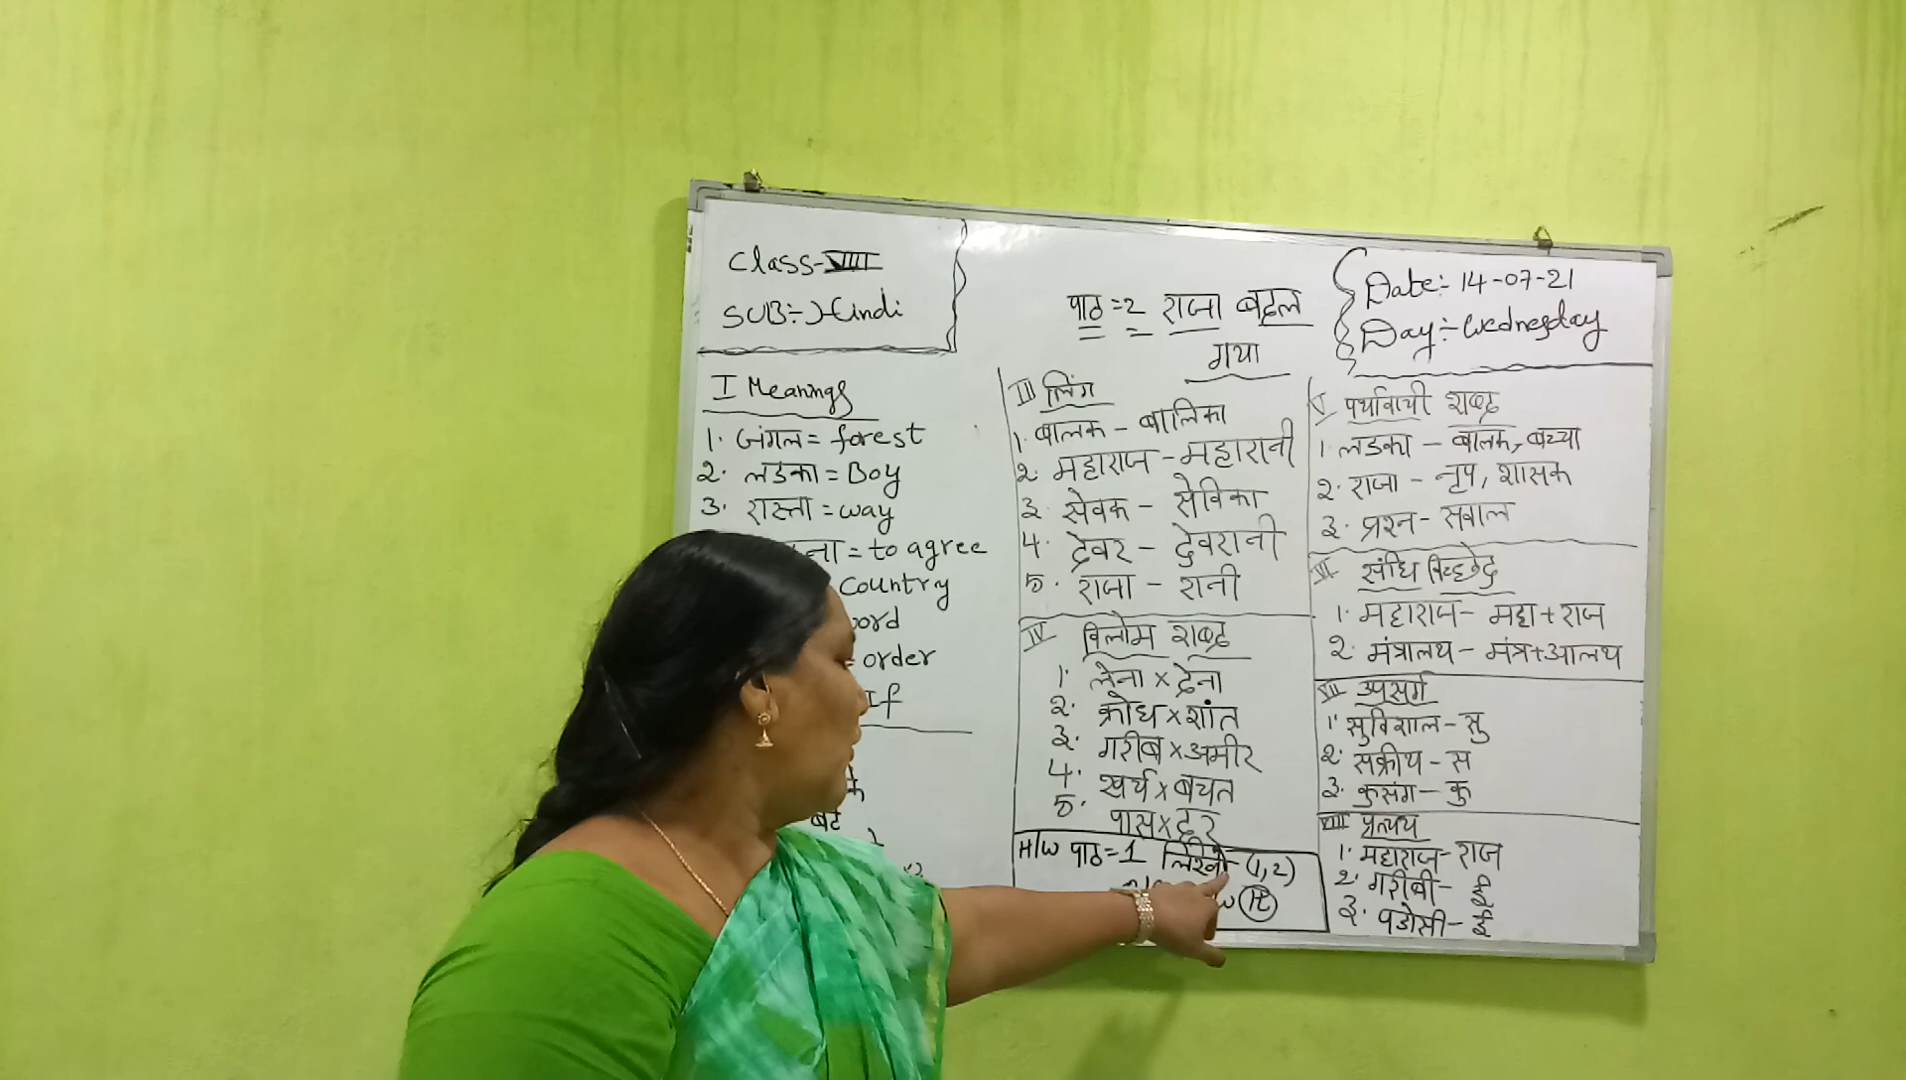 Class-VIII
SUB:-Hindi
पाठ=2 राजा बदल
गया
Date:- 14-07-21
Day:- Wednesday
I Meanings
1. जंगल = forest
2. लडका = Boy
3. रास्ता = way
= to agree
Country
order
If
III लिंग
1. बालक - बालिका
2. महाराज - महारानी
3. सेवक - सेविका
4. देवर - देवरानी
5. राजा - रानी
IV विलोम शब्द
1. लेना × देना
2. क्रोध × शांत
3. गरीब × अमीर
4. खर्च × बचत
5. पास × दूर
H/W पाठ=1 लिखो - (1,2)
V पर्यावाची शब्द
1. लडका - बालक, बच्चा
2. राजा - नृप, शासक
3. प्रश्न - सवाल
VI संधि विच्छेद
1. महाराज - महा + राज
2. मंत्रालय - मंत्र + आलय
VII उपसर्ग
1. सुविशाल - सु
2. सक्रीय - स
3. कुसंग - कु
VIII प्रत्यय
1. महाराज - राज
2. गरीबी - ई
3. पडोसी - ई